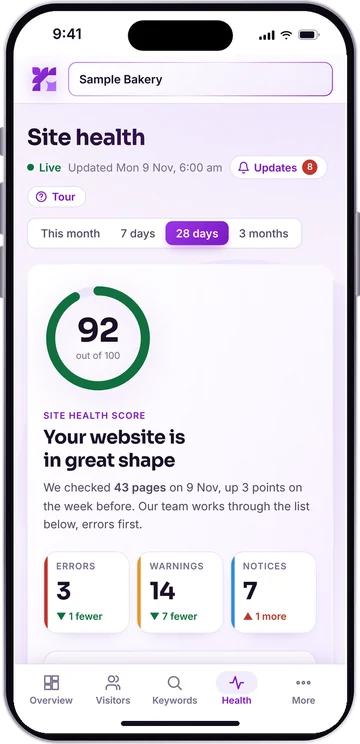 9:41
Sample Bakery
Site health
Live Updated Mon 9 Nov, 6:00 am
Updates 8
Tour
This month 7 days 28 days 3 months
92
out of 100
SITE HEALTH SCORE
Your website is
in great shape
We checked 43 pages on 9 Nov, up 3 points on
the week before. Our team works through the list
below, errors first.
ERRORS WARNINGS NOTICES
3 14 7
▼ 1 fewer ▼ 7 fewer ▲ 1 more
Overview Visitors Keywords Health More